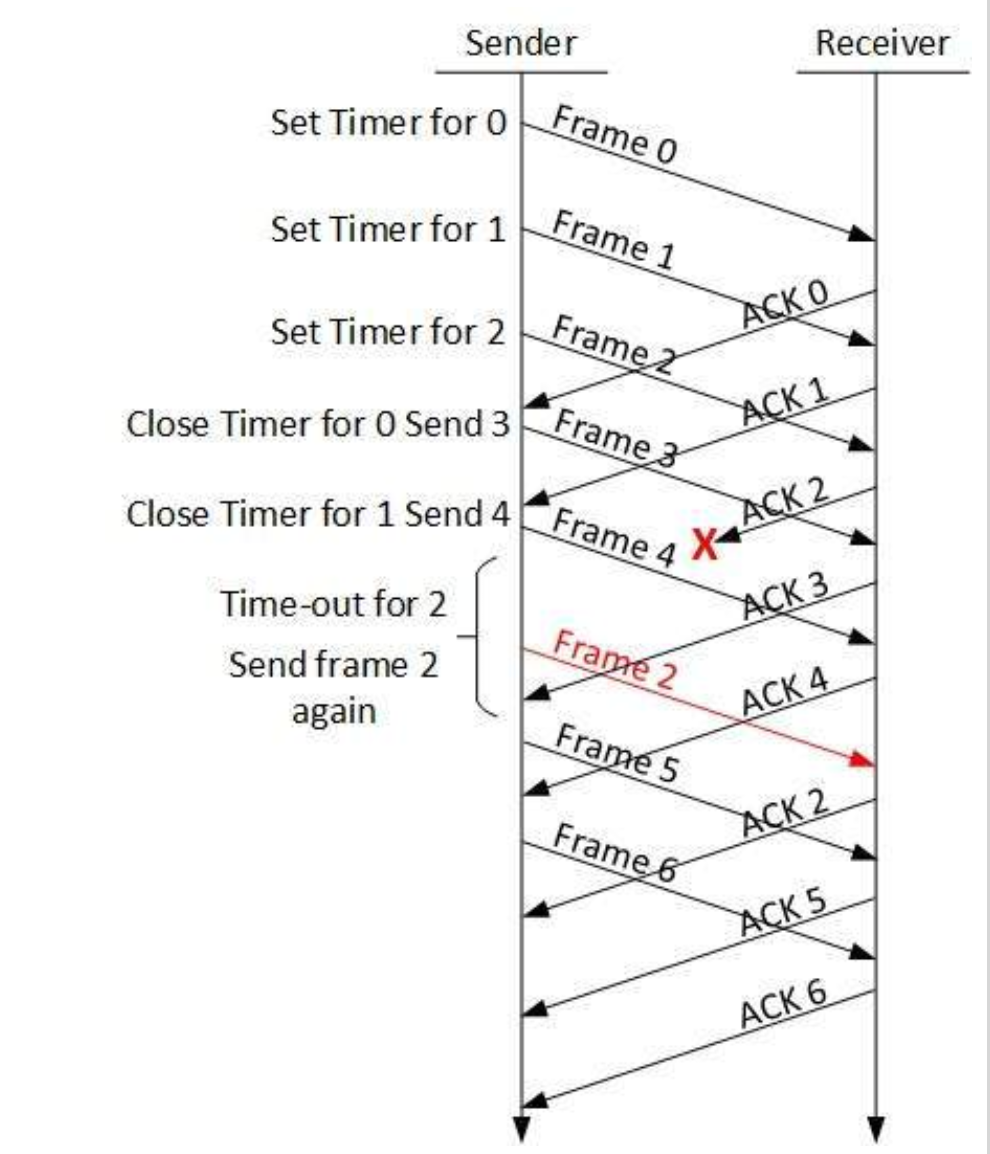 Sender
Receiver
Set Timer for 0
Frame 0
Set Timer for 1
Frame 1
ACK 0
Set Timer for 2
Frame 2
ACK 1
Close Timer for 0 Send 3
Frame 3
ACK 2
Close Timer for 1 Send 4
Frame 4
X
ACK 3
Time-out for 2
Send frame 2
again
Frame 2
ACK 4
Frame 5
ACK 2
Frame 6
ACK 5
ACK 6